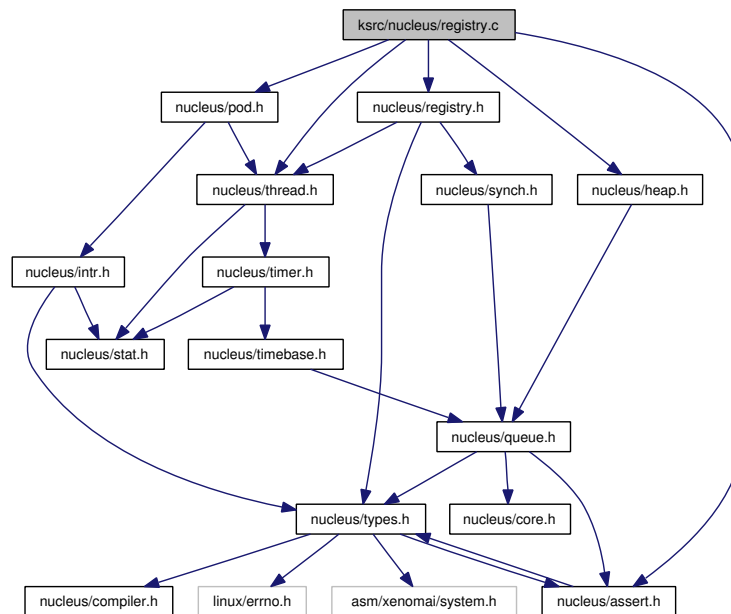 ksrc/nucleus/registry.c
nucleus/pod.h
nucleus/registry.h
nucleus/thread.h
nucleus/synch.h
nucleus/heap.h
nucleus/intr.h
nucleus/timer.h
nucleus/stat.h
nucleus/timebase.h
nucleus/queue.h
nucleus/types.h
nucleus/core.h
nucleus/compiler.h
linux/errno.h
asm/xenomai/system.h
nucleus/assert.h